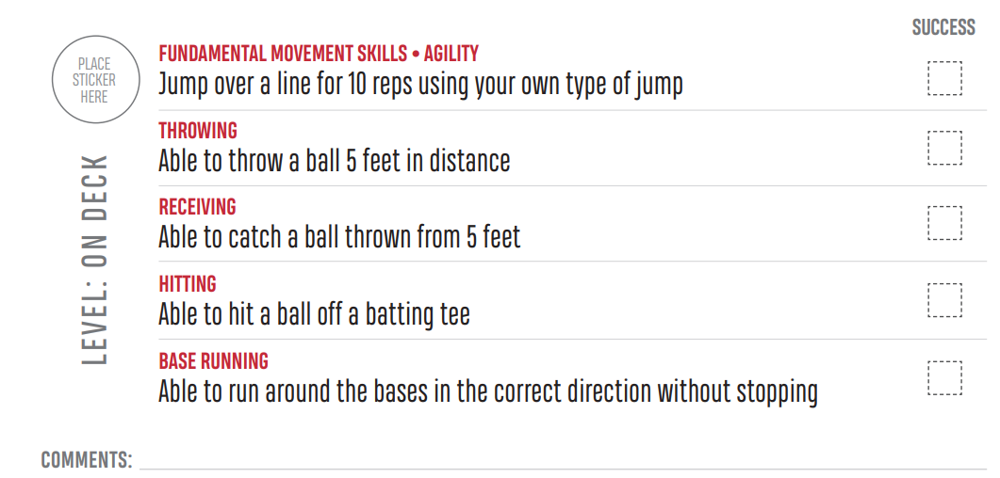 SUCCESS
PLACE
STICKER
HERE
LEVEL: ON DECK
FUNDAMENTAL MOVEMENT SKILLS • AGILITY
Jump over a line for 10 reps using your own type of jump
THROWING
Able to throw a ball 5 feet in distance
RECEIVING
Able to catch a ball thrown from 5 feet
HITTING
Able to hit a ball off a batting tee
BASE RUNNING
Able to run around the bases in the correct direction without stopping
COMMENTS: